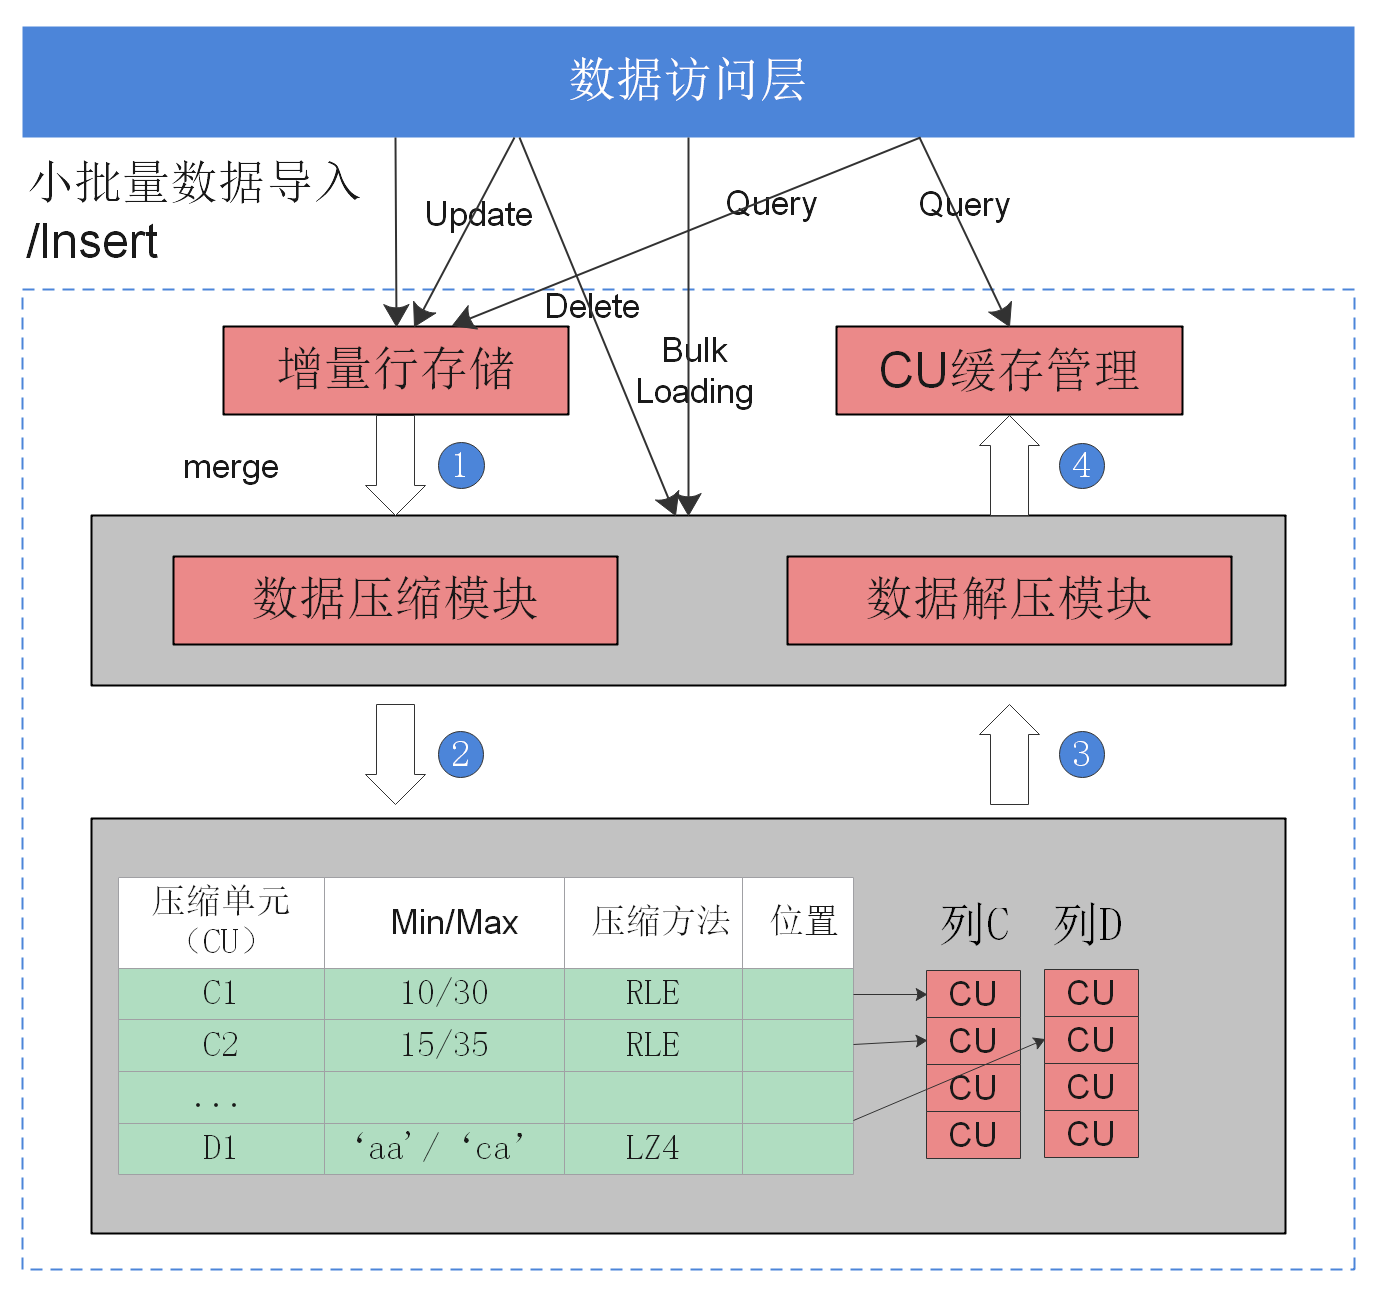 数据访问层
小批量数据导入
/Insert
Update
Query
Query
Delete
Bulk
Loading
增量行存储
CU缓存管理
merge
1
4
数据压缩模块
数据解压模块
2
3
压缩单元
（CU）
Min/Max
压缩方法
位置
列C
列D
C1
10/30
RLE
CU
CU
C2
15/35
RLE
CU
CU
...
CU
CU
D1
‘aa’/ ‘ca’
LZ4
CU
CU